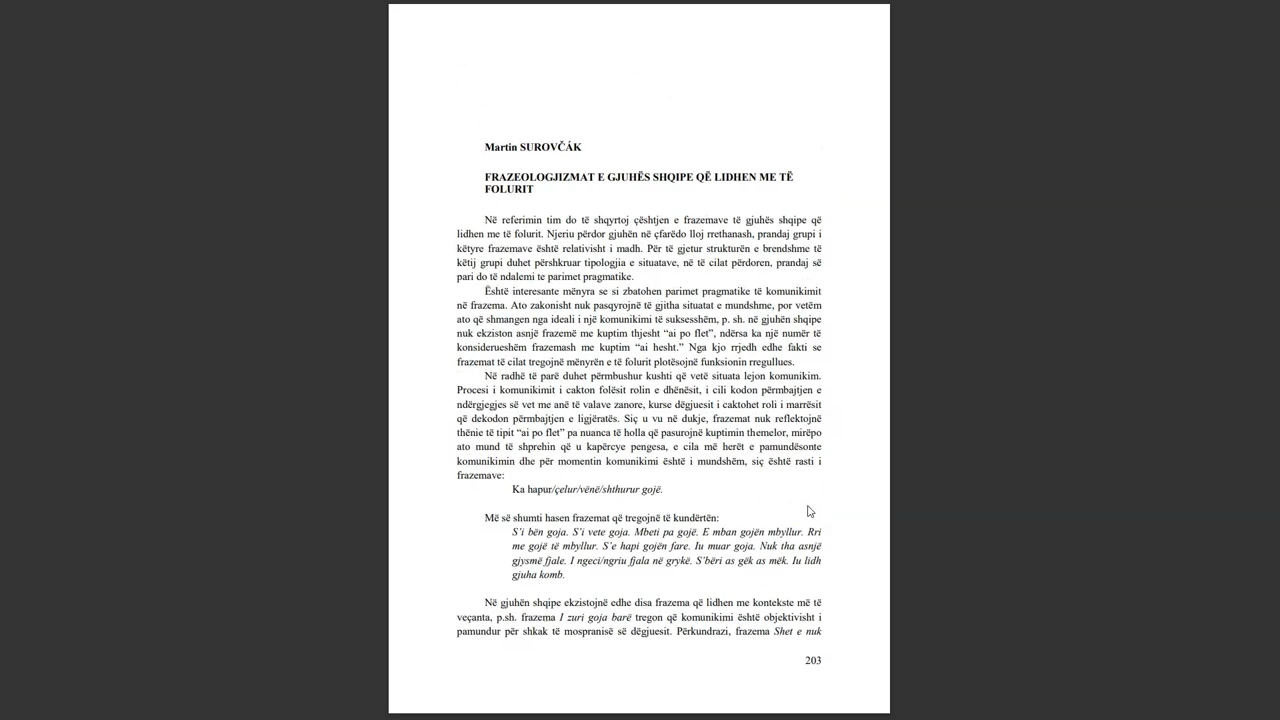 Martin SUROVČÁK
FRAZEOLOGJIZMAT E GJUHËS SHQIPE QË LIDHEN ME TË
FOLURIT
Në referimin tim do të shqyrtoj çështjen e frazemave të gjuhës shqipe që
lidhen me të folurit. Njeriu përdor gjuhën në çfarëdo lloj rrethanash, prandaj grupi i
këtyre frazemave është relativisht i madh. Për të gjetur strukturën e brendshme të
këtij grupi duhet përshkruar tipologjia e situatave, në të cilat përdoren, prandaj së
pari do të ndalemi te parimet pragmatike.
Është interesante mënyra se si zbatohen parimet pragmatike të komunikimit
në frazema. Ato zakonisht nuk pasqyrojnë të gjitha situatat e mundshme, por vetëm
ato që shmangen nga ideali i një komunikimi të suksesshëm, p. sh. në gjuhën shqipe
nuk ekziston asnjë frazemë me kuptim thjesht “ai po flet”, ndërsa ka një numër të
konsiderueshëm frazemash me kuptim “ai hesht.” Nga kjo rrjedh edhe fakti se
frazemat të cilat tregojnë mënyrën e të folurit plotësojnë funksionin rregullues.
Në radhë të parë duhet përmbushur kushti që vetë situata lejon komunikim.
Procesi i komunikimit i cakton folësit rolin e dhënësit, i cili kodon përmbajtjen e
ndërgjegjes së vet me anë të valave zanore, kurse dëgjuesit i caktohet roli i marrësit
që dekodon përmbajtjen e ligjëratës. Siç u vu në dukje, frazemat nuk reflektojnë
thënie të tipit “ai po flet” pa nuanca të holla që pasurojnë kuptimin themelor, mirëpo
ato mund të shprehin që u kapërcye pengesa, e cila më herët e pamundësonte
komunikimin dhe për momentin komunikimi është i mundshëm, siç është rasti i
frazemave:
Ka hapur/çelur/vënë/shthurur gojë.
Më së shumti hasen frazemat që tregojnë të kundërtën:
S’i bën goja. S’i vete goja. Mbeti pa gojë. E mban gojën mbyllur. Rri
me gojë të mbyllur. S’e hapi gojën fare. Iu muar goja. Nuk tha asnjë
gjysmë fjale. I ngeci/ngriu fjala në grykë. S’bëri as gëk as mëk. Iu lidh
gjuha komb.
Në gjuhën shqipe ekzistojnë edhe disa frazema që lidhen me kontekste më të
veçanta, p.sh. frazema I zuri goja barë tregon që komunikimi është objektivisht i
pamundur për shkak të mospranisë së dëgjuesit. Përkundrazi, frazema Shet e nuk
203